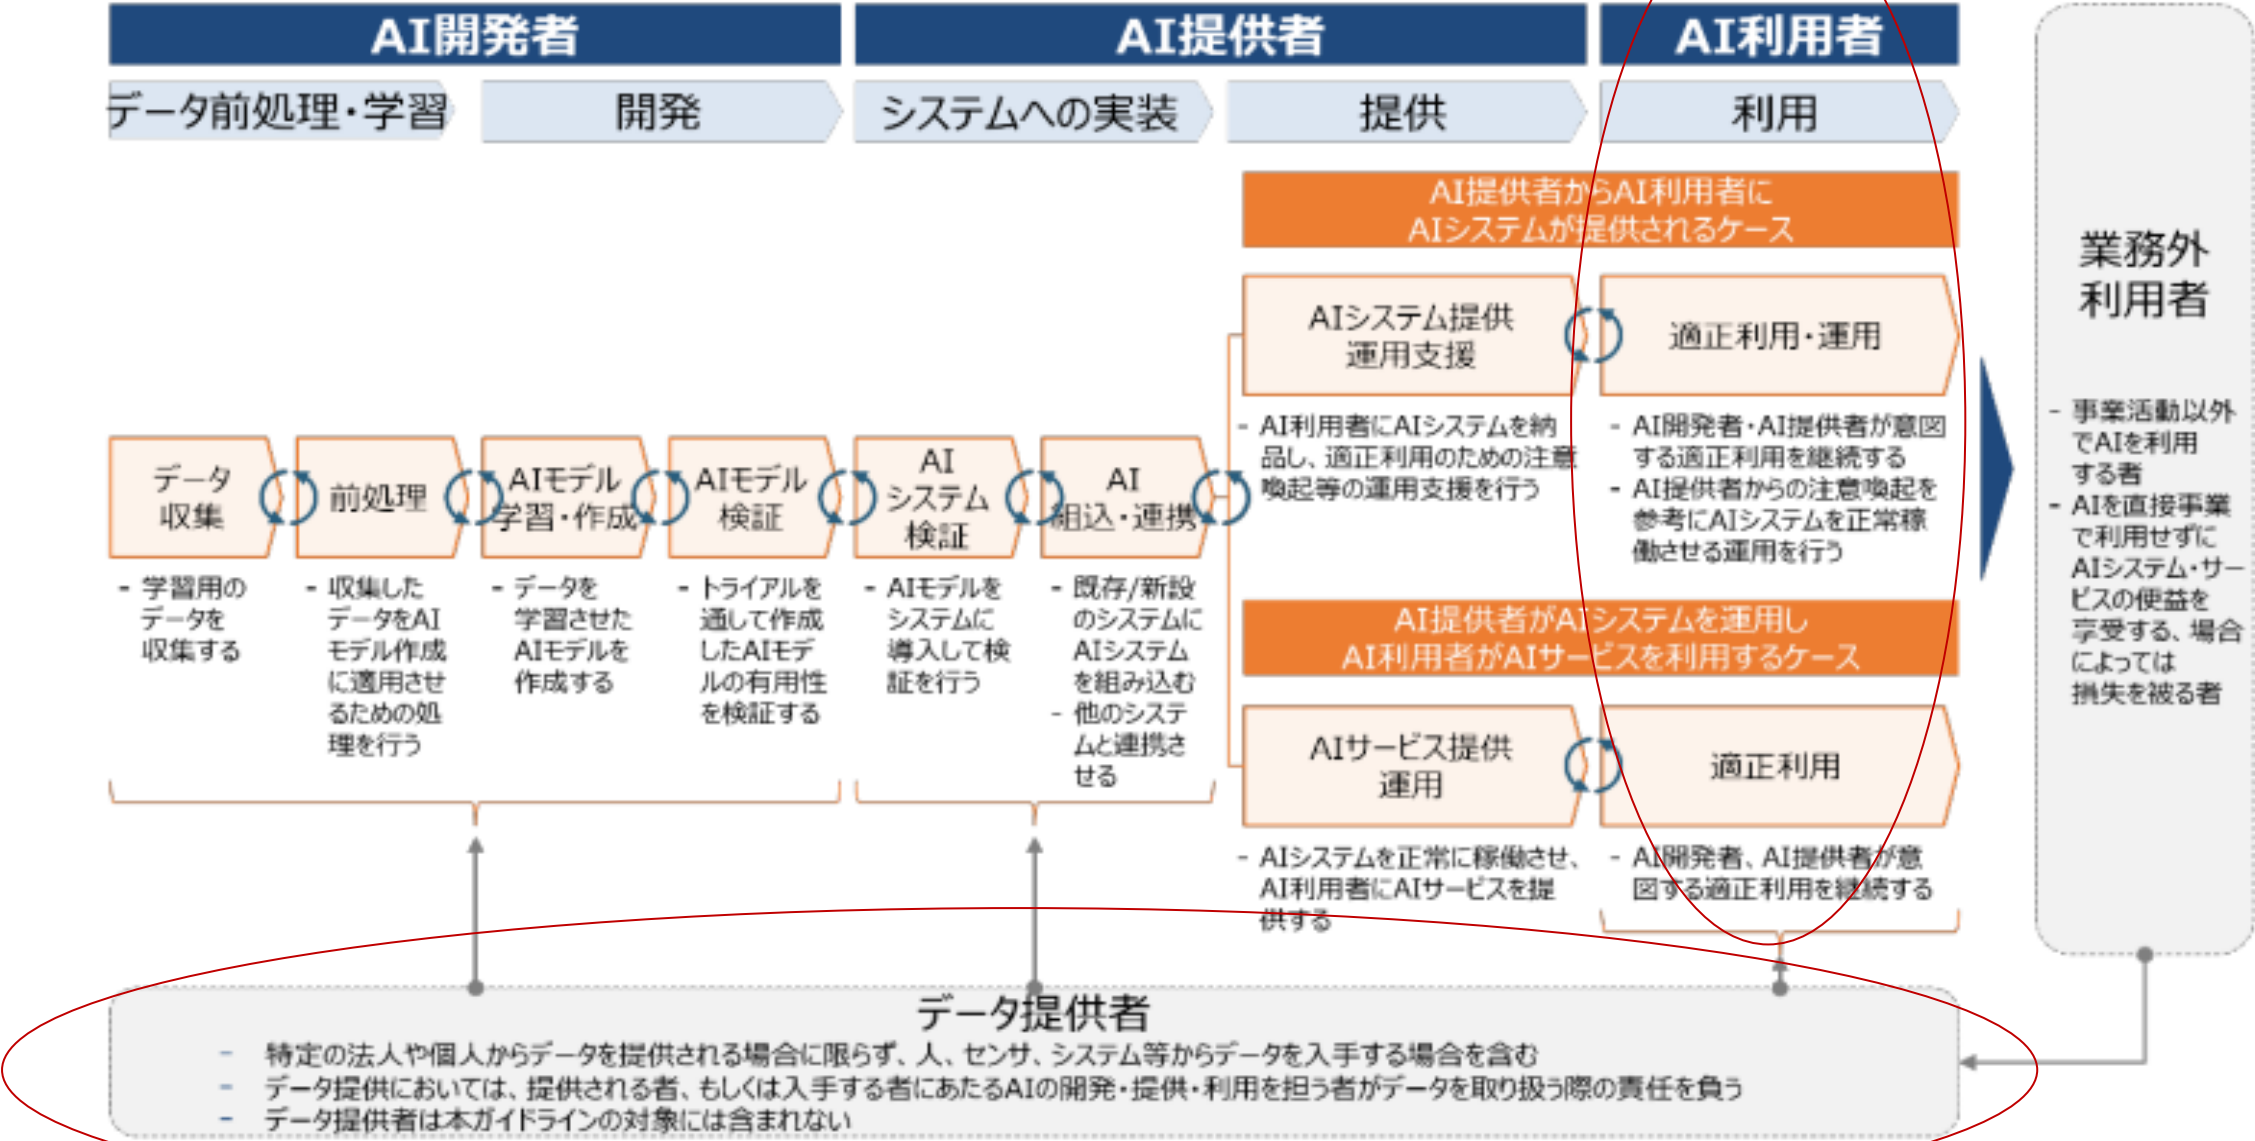 AI開発者
AI提供者
AI利用者
データ前処理・学習
開発
システムへの実装
提供
利用
AI提供者からAI利用者に
AIシステムが提供されるケース
AIシステム提供
運用支援
適正利用・運用
- AI利用者にAIシステムを納
品し、適正利用のための注意
喚起等の運用支援を行う
- AI開発者・AI提供者が意図
する適正利用を継続する
- AI提供者からの注意喚起を
参考にAIシステムを正常稼
働させる運用を行う
データ
収集
前処理
AIモデル
学習・作成
AIモデル
検証
AI
システム
検証
AI
組込・連携
- 学習用の
データを
収集する
- 収集した
データをAI
モデル作成
に適用させ
るための処
理を行う
- データを
学習させた
AIモデルを
作成する
- トライアルを
通して作成
したAIモデ
ルの有用性
を検証する
- AIモデルを
システムに
導入して検
証を行う
- 既存/新設
のシステムに
AIシステム
を組み込む
- 他のシステ
ムと連携さ
せる
AI提供者がAIシステムを運用し
AI利用者がAIサービスを利用するケース
AIサービス提供
運用
適正利用
- AIシステムを正常に稼働させ、
AI利用者にAIサービスを提
供する
- AI開発者、AI提供者が意
図する適正利用を継続する
業務外
利用者
- 事業活動以外
でAIを利用
する者
- AIを直接事業
で利用せずに
AIシステム・サー
ビスの便益を
享受する、場合
によっては
損失を被る者
データ提供者
- 特定の法人や個人からデータを提供される場合に限らず、人、センサ、システム等からデータを入手する場合を含む
- データ提供においては、提供される者、もしくは入手する者にあたるAIの開発・提供・利用を担う者がデータを取り扱う際の責任を負う
- データ提供者は本ガイドラインの対象には含まれない